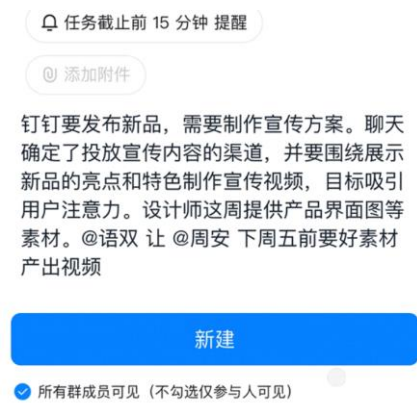 任务截止前 15 分钟 提醒
添加附件
钉钉要发布新品，需要制作宣传方案。聊天
确定了投放宣传内容的渠道，并要围绕展示
新品的亮点和特色制作宣传视频，目标吸引
用户注意力。设计师这周提供产品界面图等
素材。@语双 让 @周安 下周五前要好素材
产出视频
新建
所有群成员可见（不勾选仅参与人可见）